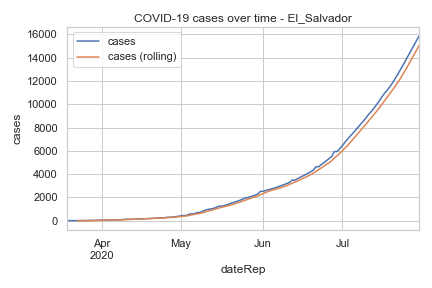 COVID-19 cases over time - El_Salvador
cases
cases (rolling)
16000
14000
12000
10000
8000
6000
4000
2000
0
cases
Apr
2020
May
Jun
Jul
dateRep